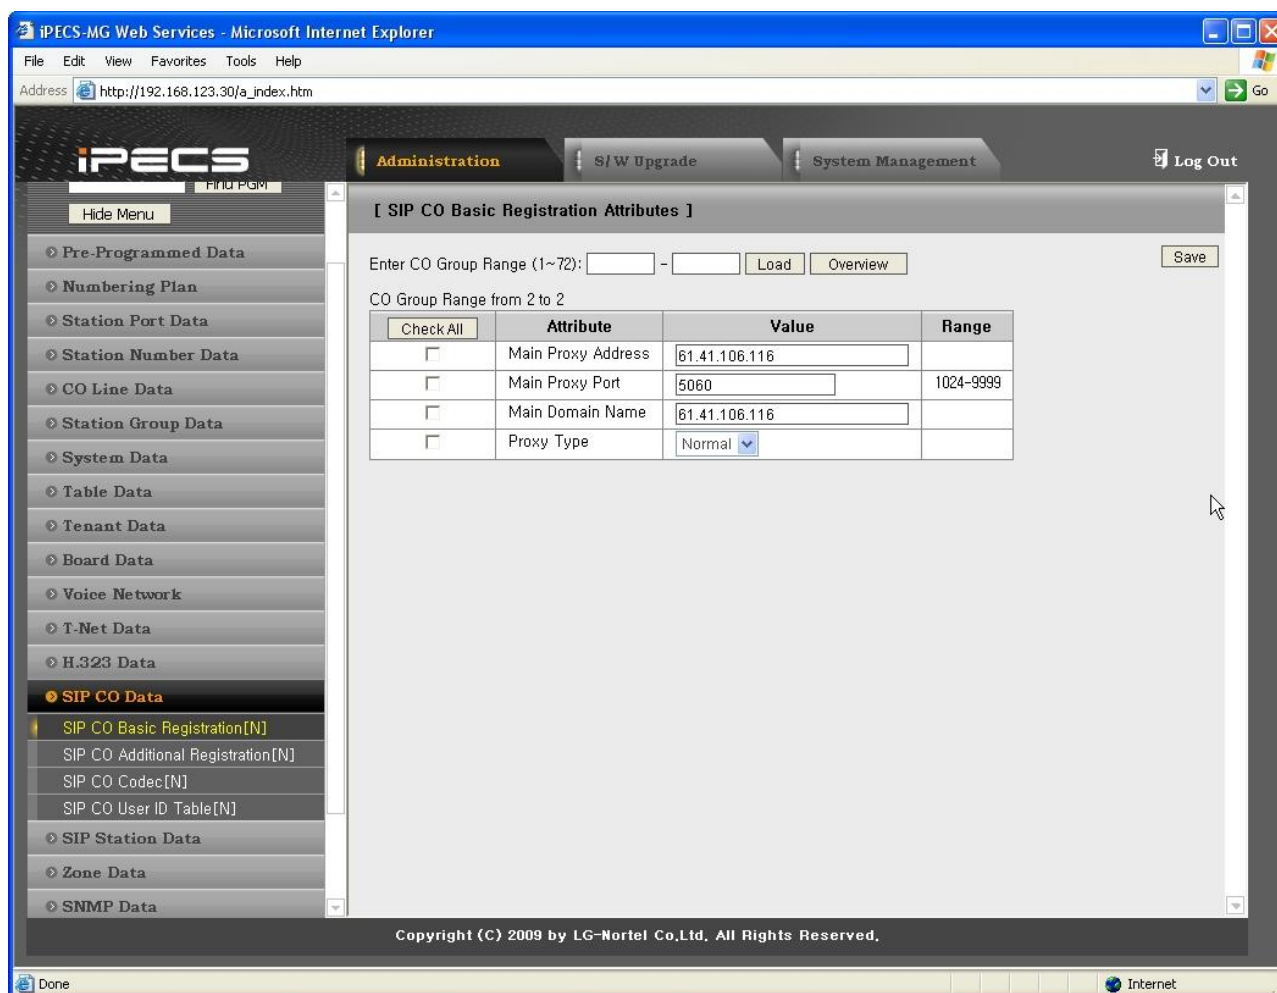 iPECS-MG Web Services - Microsoft Internet Explorer
File Edit View Favorites Tools Help
Address http://192.168.123.30/a_index.htm Go
iPECS Administration S/W Upgrade System Management Log Out
Find PGM
Hide Menu
[ SIP CO Basic Registration Attributes ]
Pre-Programmed Data
Numbering Plan
Station Port Data
Station Number Data
CO Line Data
Station Group Data
System Data
Table Data
Tenant Data
Board Data
Voice Network
T-Net Data
H.323 Data
SIP CO Data
SIP CO Basic Registration[N]
SIP CO Additional Registration[N]
SIP CO Codec[N]
SIP CO User ID Table[N]
SIP Station Data
Zone Data
SNMP Data
Enter CO Group Range (1~72): - Load Overview Save
CO Group Range from 2 to 2
Check All Attribute Value Range
Main Proxy Address 61.41.106.116
Main Proxy Port 5060 1024-9999
Main Domain Name 61.41.106.116
Proxy Type Normal
Copyright (C) 2009 by LG-Nortel Co,Ltd, All Rights Reserved,
Done Internet